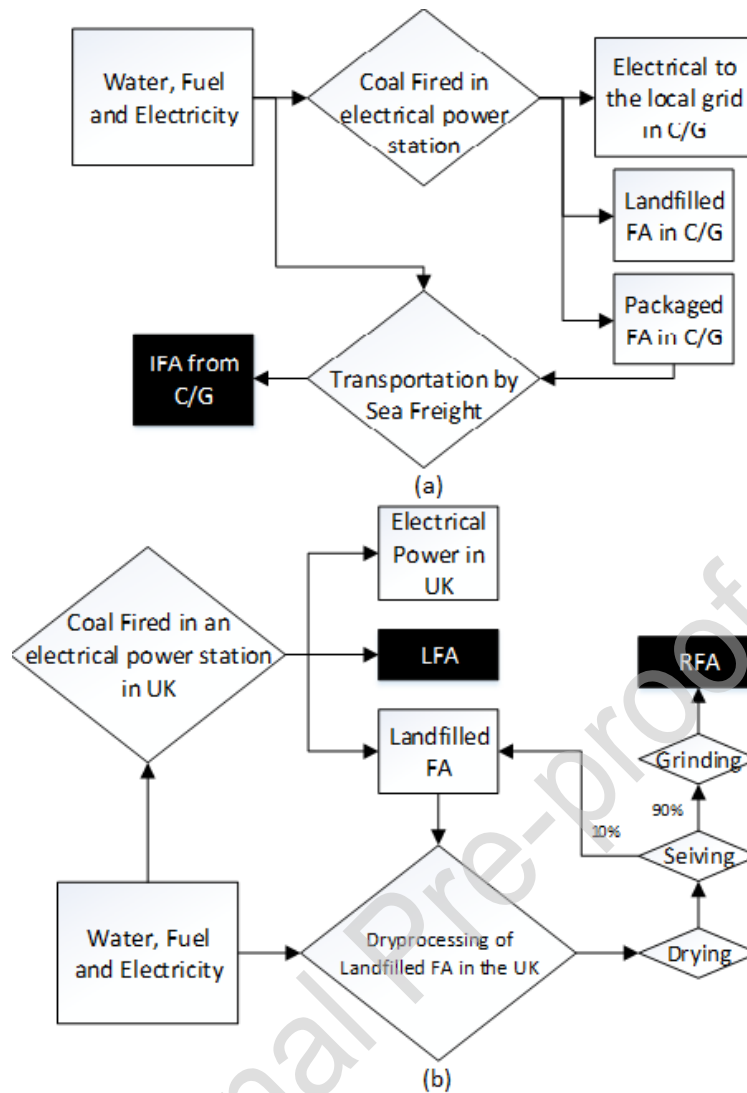 Water, Fuel
and Electricity
Coal Fired in
electrical power
station
Electrical to
the local grid
in C/G
Landfilled
FA in C/G
Packaged
FA in C/G
IFA from
C/G
Transportation by
Sea Freight
(a)
Electrical
Power in
UK
Coal Fired in an
electrical power station
in UK
LFA
RFA
Landfilled
FA
Grinding
90%
10%
Seiving
Water, Fuel
and Electricity
Dryprocessing of
Landfilled FA in the UK
Drying
(b)
nal Pre-proof